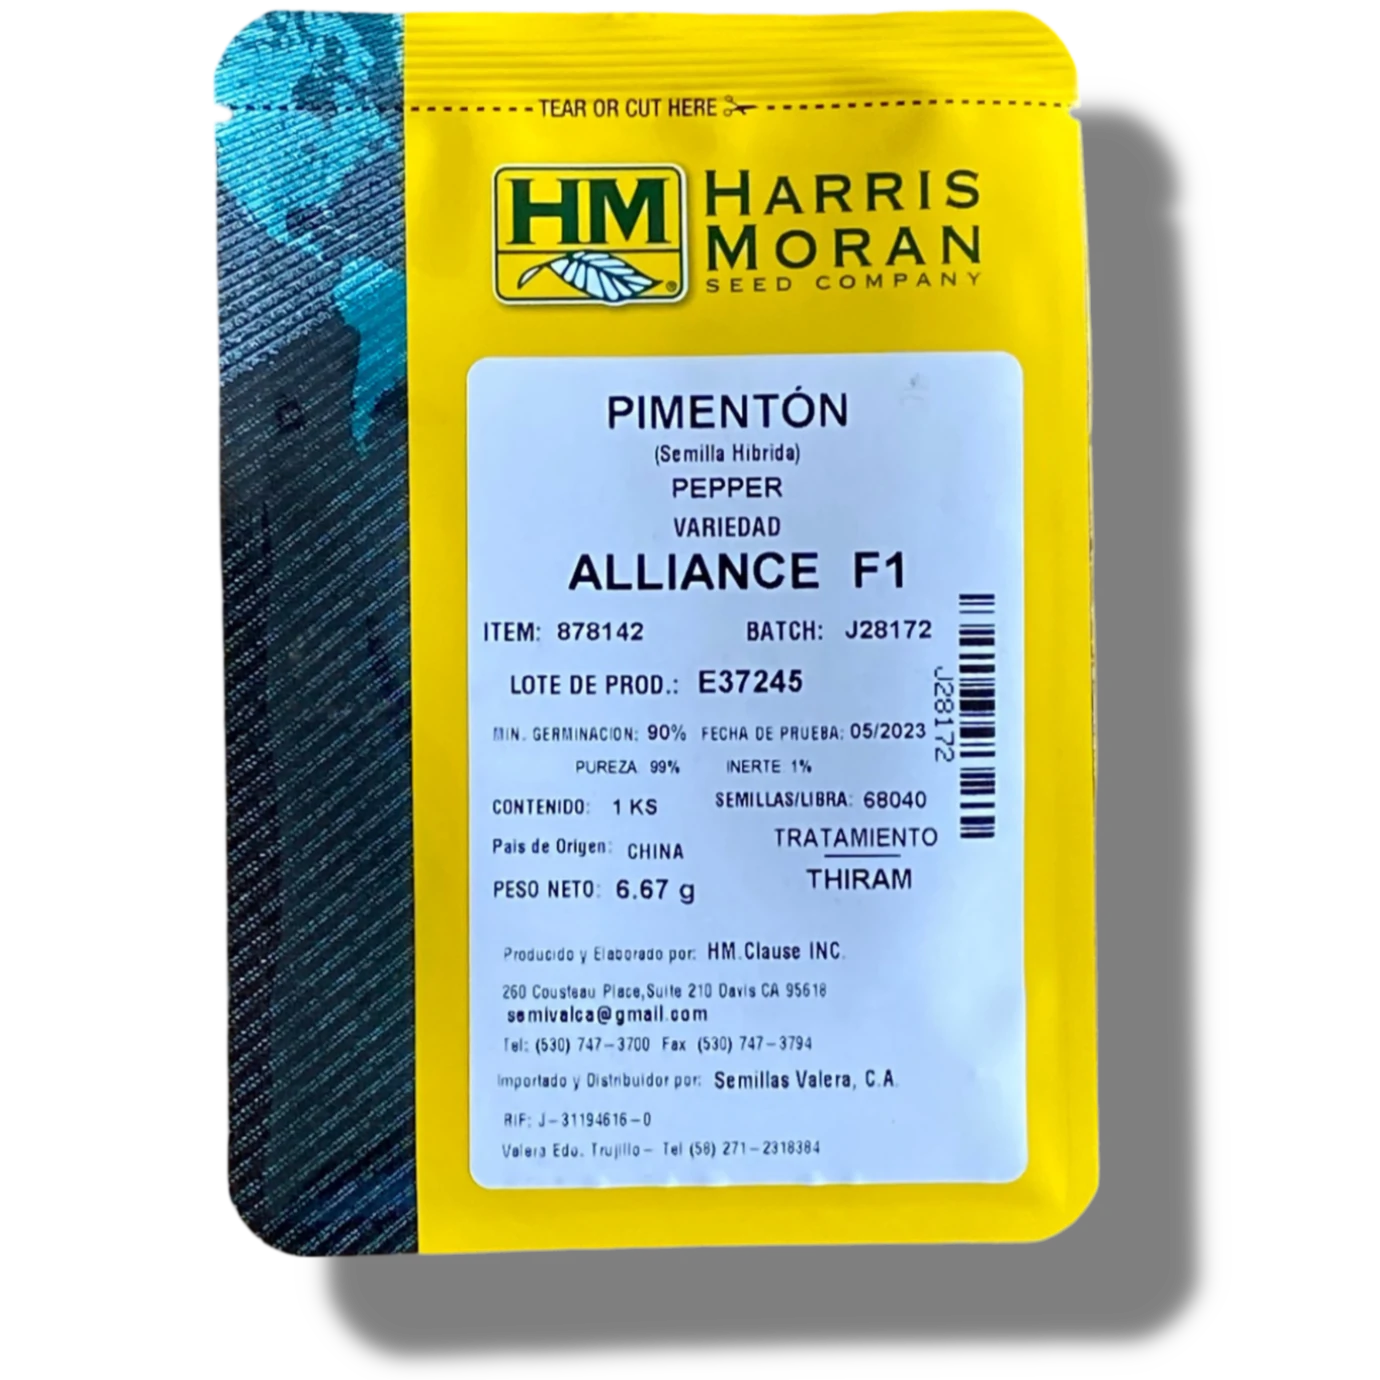 TEAR OR CUT HERE
HM
HARRIS
MORAN
SEED COMPANY
PIMENTÓN
(Semilla Hibrida)
PEPPER
VARIEDAD
ALLIANCE F1
ITEM: 878142 BATCH: J28172
LOTE DE PROD.: E37245
J28172
MIN. GERMINACION: 90% FECHA DE PRUEBA: 05/2023
PUREZA 99% INERTE 1%
CONTENIDO: 1 KS SEMILLAS/LIBRA: 68040
Pais de Origen: CHINA TRATAMIENTO
PESO NETO: 6.67 g THIRAM
Producido y Elaborado por: HM.Clause INC.
260 Cousteau Place,Suite 210 Davis CA 95618
semivalca@gmail.com
Tel: (530) 747-3700 Fax (530) 747-3794
Importado y Distribuidor por: Semillas Valera, C.A.
RIF: J-31194616-0
Valera Edo. Trujillo- Tel (58) 271-2318384